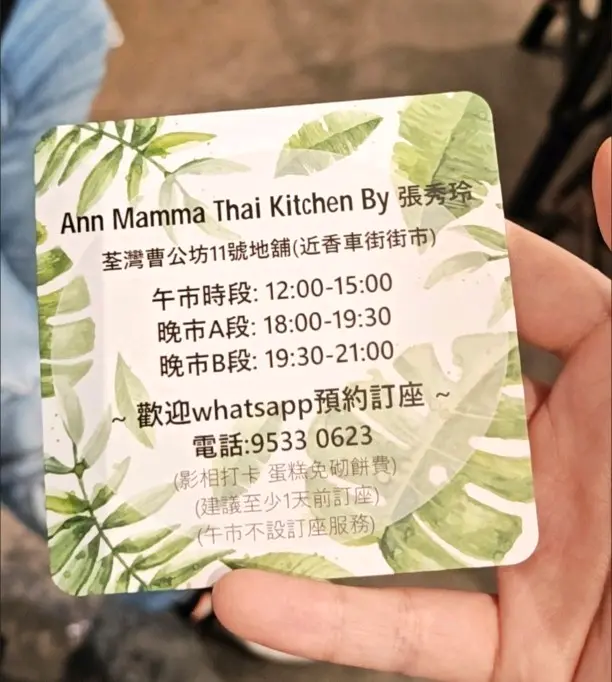 Ann Mamma Thai Kitchen By 張秀玲
荃灣曹公坊11號地舖(近香車街街市)
午市時段: 12:00-15:00
晚市A段: 18:00-19:30
晚市B段: 19:30-21:00
~ 歡迎whatsapp預約訂座 ~
電話:9533 0623
(影相打卡 蛋糕免砌餅費)
(建議至少1天前訂座)
(午市不設訂座服務)